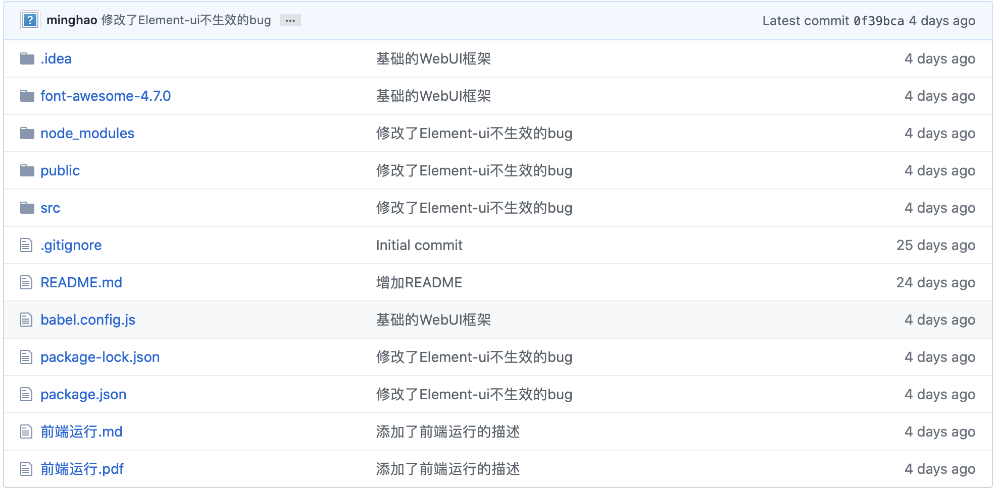 minghao 修改了Element-ui不生效的bug ... Latest commit 0f39bca 4 days ago
.idea 基础的WebUI框架 4 days ago
font-awesome-4.7.0 基础的WebUI框架 4 days ago
node_modules 修改了Element-ui不生效的bug 4 days ago
public 修改了Element-ui不生效的bug 4 days ago
src 修改了Element-ui不生效的bug 4 days ago
.gitignore Initial commit 25 days ago
README.md 增加README 24 days ago
babel.config.js 基础的WebUI框架 4 days ago
package-lock.json 修改了Element-ui不生效的bug 4 days ago
package.json 修改了Element-ui不生效的bug 4 days ago
前端运行.md 添加了前端运行的描述 4 days ago
前端运行.pdf 添加了前端运行的描述 4 days ago